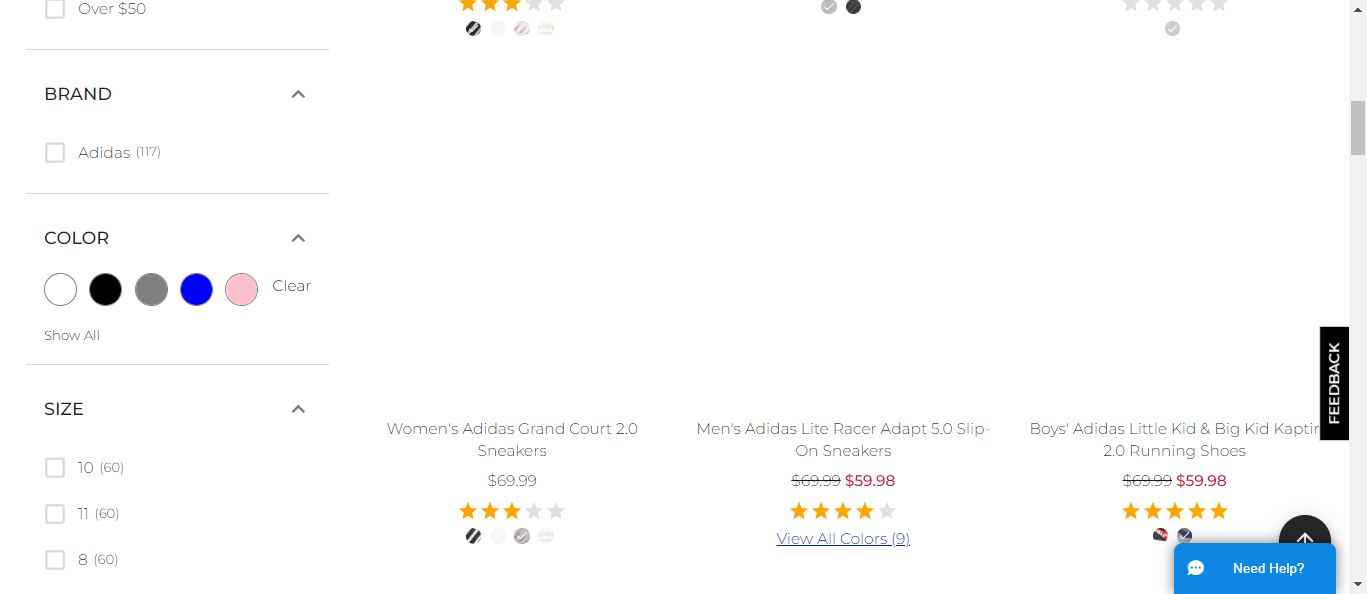 Over $50
BRAND
Adidas (117)
COLOR
Clear
Show All
SIZE
10 (60)
11 (60)
8 (60)
Women's Adidas Grand Court 2.0
Sneakers
$69.99
Men's Adidas Lite Racer Adapt 5.0 Slip-
On Sneakers
$69.99 $59.98
View All Colors (9)
Boys' Adidas Little Kid & Big Kid Kaptir
2.0 Running Shoes
$69.99 $59.98
FEEDBACK
Need Help?